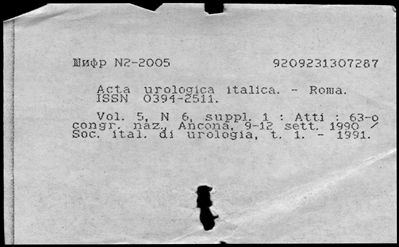 Шифр N2-2005 9209231307287
Acta urologica italica. - Roma.
ISSN 0394-2511.
Vol. 5, N 6, suppl. 1 : Atti : 63-o
congr. naz., Ancona, 9-12 sett. 1990 /
Soc. ital. di urologia, t. 1. - 1991.